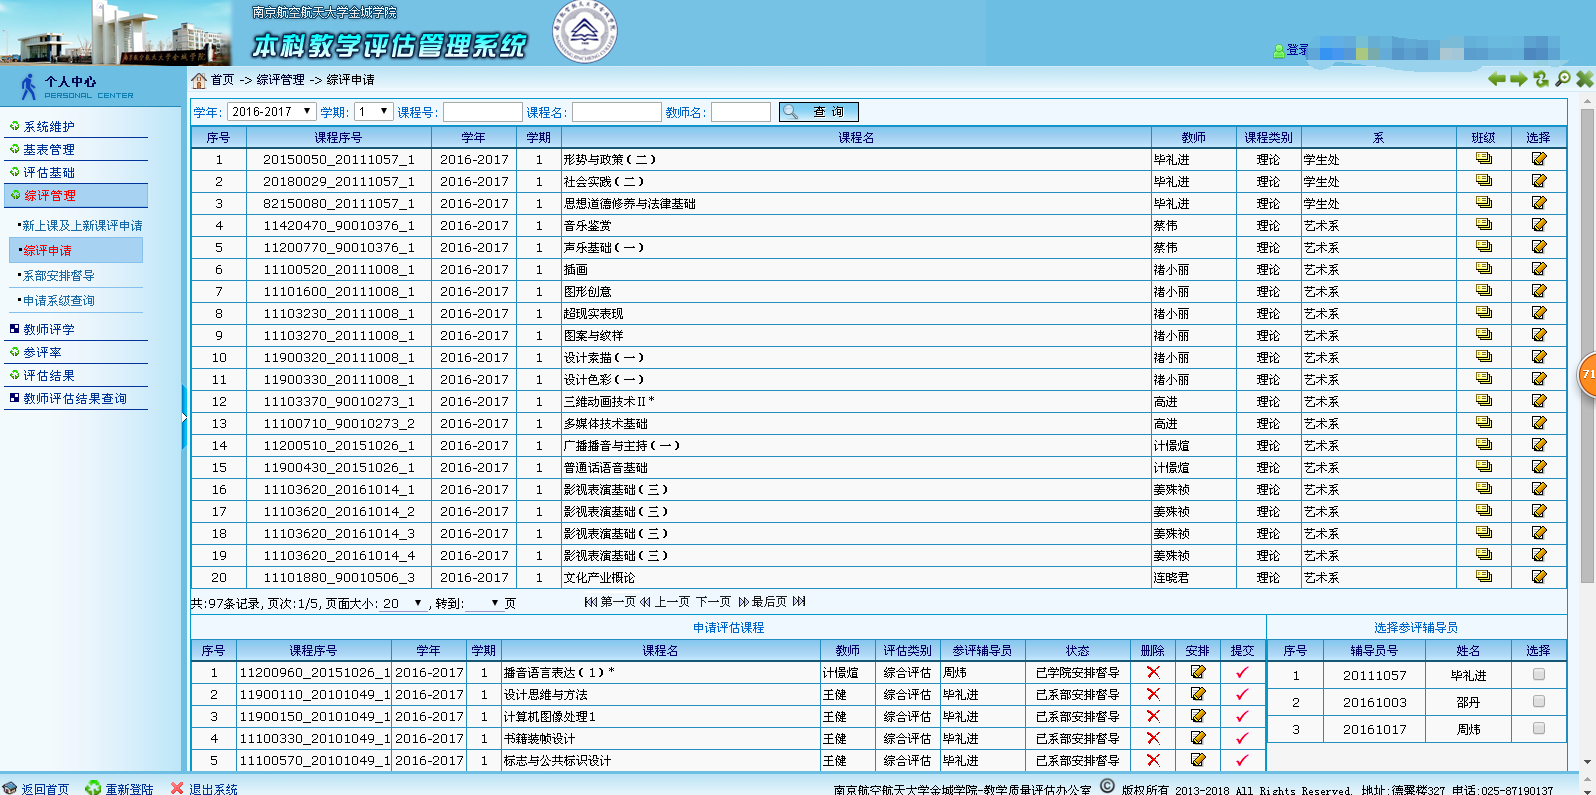 南京航空航天大学金城学院
本科教学评估管理系统
登录
个人中心
PERSONAL CENTER
首页 -> 综评管理 -> 综评申请
系统维护
基表管理
评估基础
综评管理
新上课及上新课评申请
综评申请
系部安排督导
申请系级查询
教师评学
参评率
评估结果
教师评估结果查询
学年: 2016-2017 学期: 1 课程号: 课程名: 教师名: 查 询
序号 课程序号 学年 学期 课程名 教师 课程类别 系 班级 选择
1 20150050_20111057_1 2016-2017 1 形势与政策(二) 毕礼进 理论 学生处
2 20180029_20111057_1 2016-2017 1 社会实践(二) 毕礼进 理论 学生处
3 82150080_20111057_1 2016-2017 1 思想道德修养与法律基础 毕礼进 理论 学生处
4 11420470_90010376_1 2016-2017 1 音乐鉴赏 蔡伟 理论 艺术系
5 11200770_90010376_1 2016-2017 1 声乐基础(一) 蔡伟 理论 艺术系
6 11100520_20111008_1 2016-2017 1 插画 褚小丽 理论 艺术系
7 11101600_20111008_1 2016-2017 1 图形创意 褚小丽 理论 艺术系
8 11103230_20111008_1 2016-2017 1 超现实表现 褚小丽 理论 艺术系
9 11103270_20111008_1 2016-2017 1 图案与纹样 褚小丽 理论 艺术系
10 11900320_20111008_1 2016-2017 1 设计素描(一) 褚小丽 理论 艺术系
11 11900330_20111008_1 2016-2017 1 设计色彩(一) 褚小丽 理论 艺术系
12 11103370_90010273_1 2016-2017 1 三维动画技术II* 高进 理论 艺术系
13 11100710_90010273_2 2016-2017 1 多媒体技术基础 高进 理论 艺术系
14 11200510_20151026_1 2016-2017 1 广播播音与主持(一) 计憬煊 理论 艺术系
15 11900430_20151026_1 2016-2017 1 普通话语音基础 计憬煊 理论 艺术系
16 11103620_20161014_1 2016-2017 1 影视表演基础(三) 姜殊祯 理论 艺术系
17 11103620_20161014_2 2016-2017 1 影视表演基础(三) 姜殊祯 理论 艺术系
18 11103620_20161014_3 2016-2017 1 影视表演基础(三) 姜殊祯 理论 艺术系
19 11103620_20161014_4 2016-2017 1 影视表演基础(三) 姜殊祯 理论 艺术系
20 11101880_90010506_3 2016-2017 1 文化产业概论 连晓君 理论 艺术系
共:97条记录,页次:1/5,页面大小: 20 ,转到: 页 第一页 上一页 下一页 最后页
71
申请评估课程
序号 课程序号 学年 学期 课程名 教师 评估类别 参评辅导员 状态 删除 安排 提交
1 11200960_20151026_1 2016-2017 1 播音语言表达(1)* 计憬煊 综合评估 周炜 已学院安排督导
2 11900110_20101049_1 2016-2017 1 设计思维与方法 王健 综合评估 毕礼进 已系部安排督导
3 11900150_20101049_1 2016-2017 1 计算机图像处理1 王健 综合评估 毕礼进 已系部安排督导
4 11100330_20101049_1 2016-2017 1 书籍装帧设计 王健 综合评估 毕礼进 已系部安排督导
5 11100570_20101049_1 2016-2017 1 标志与公共标识设计 王健 综合评估 毕礼进 已系部安排督导
选择参评辅导员
序号 辅导员号 姓名 选择
1 20111057 毕礼进
2 20161003 邵丹
3 20161017 周炜
返回首页 重新登陆 退出系统
南京航空航天大学金城学院-教学质量评估办公室 © 版权所有 2013-2018 All Rights Reserved. 地址:德馨楼327 电话:025-87190137